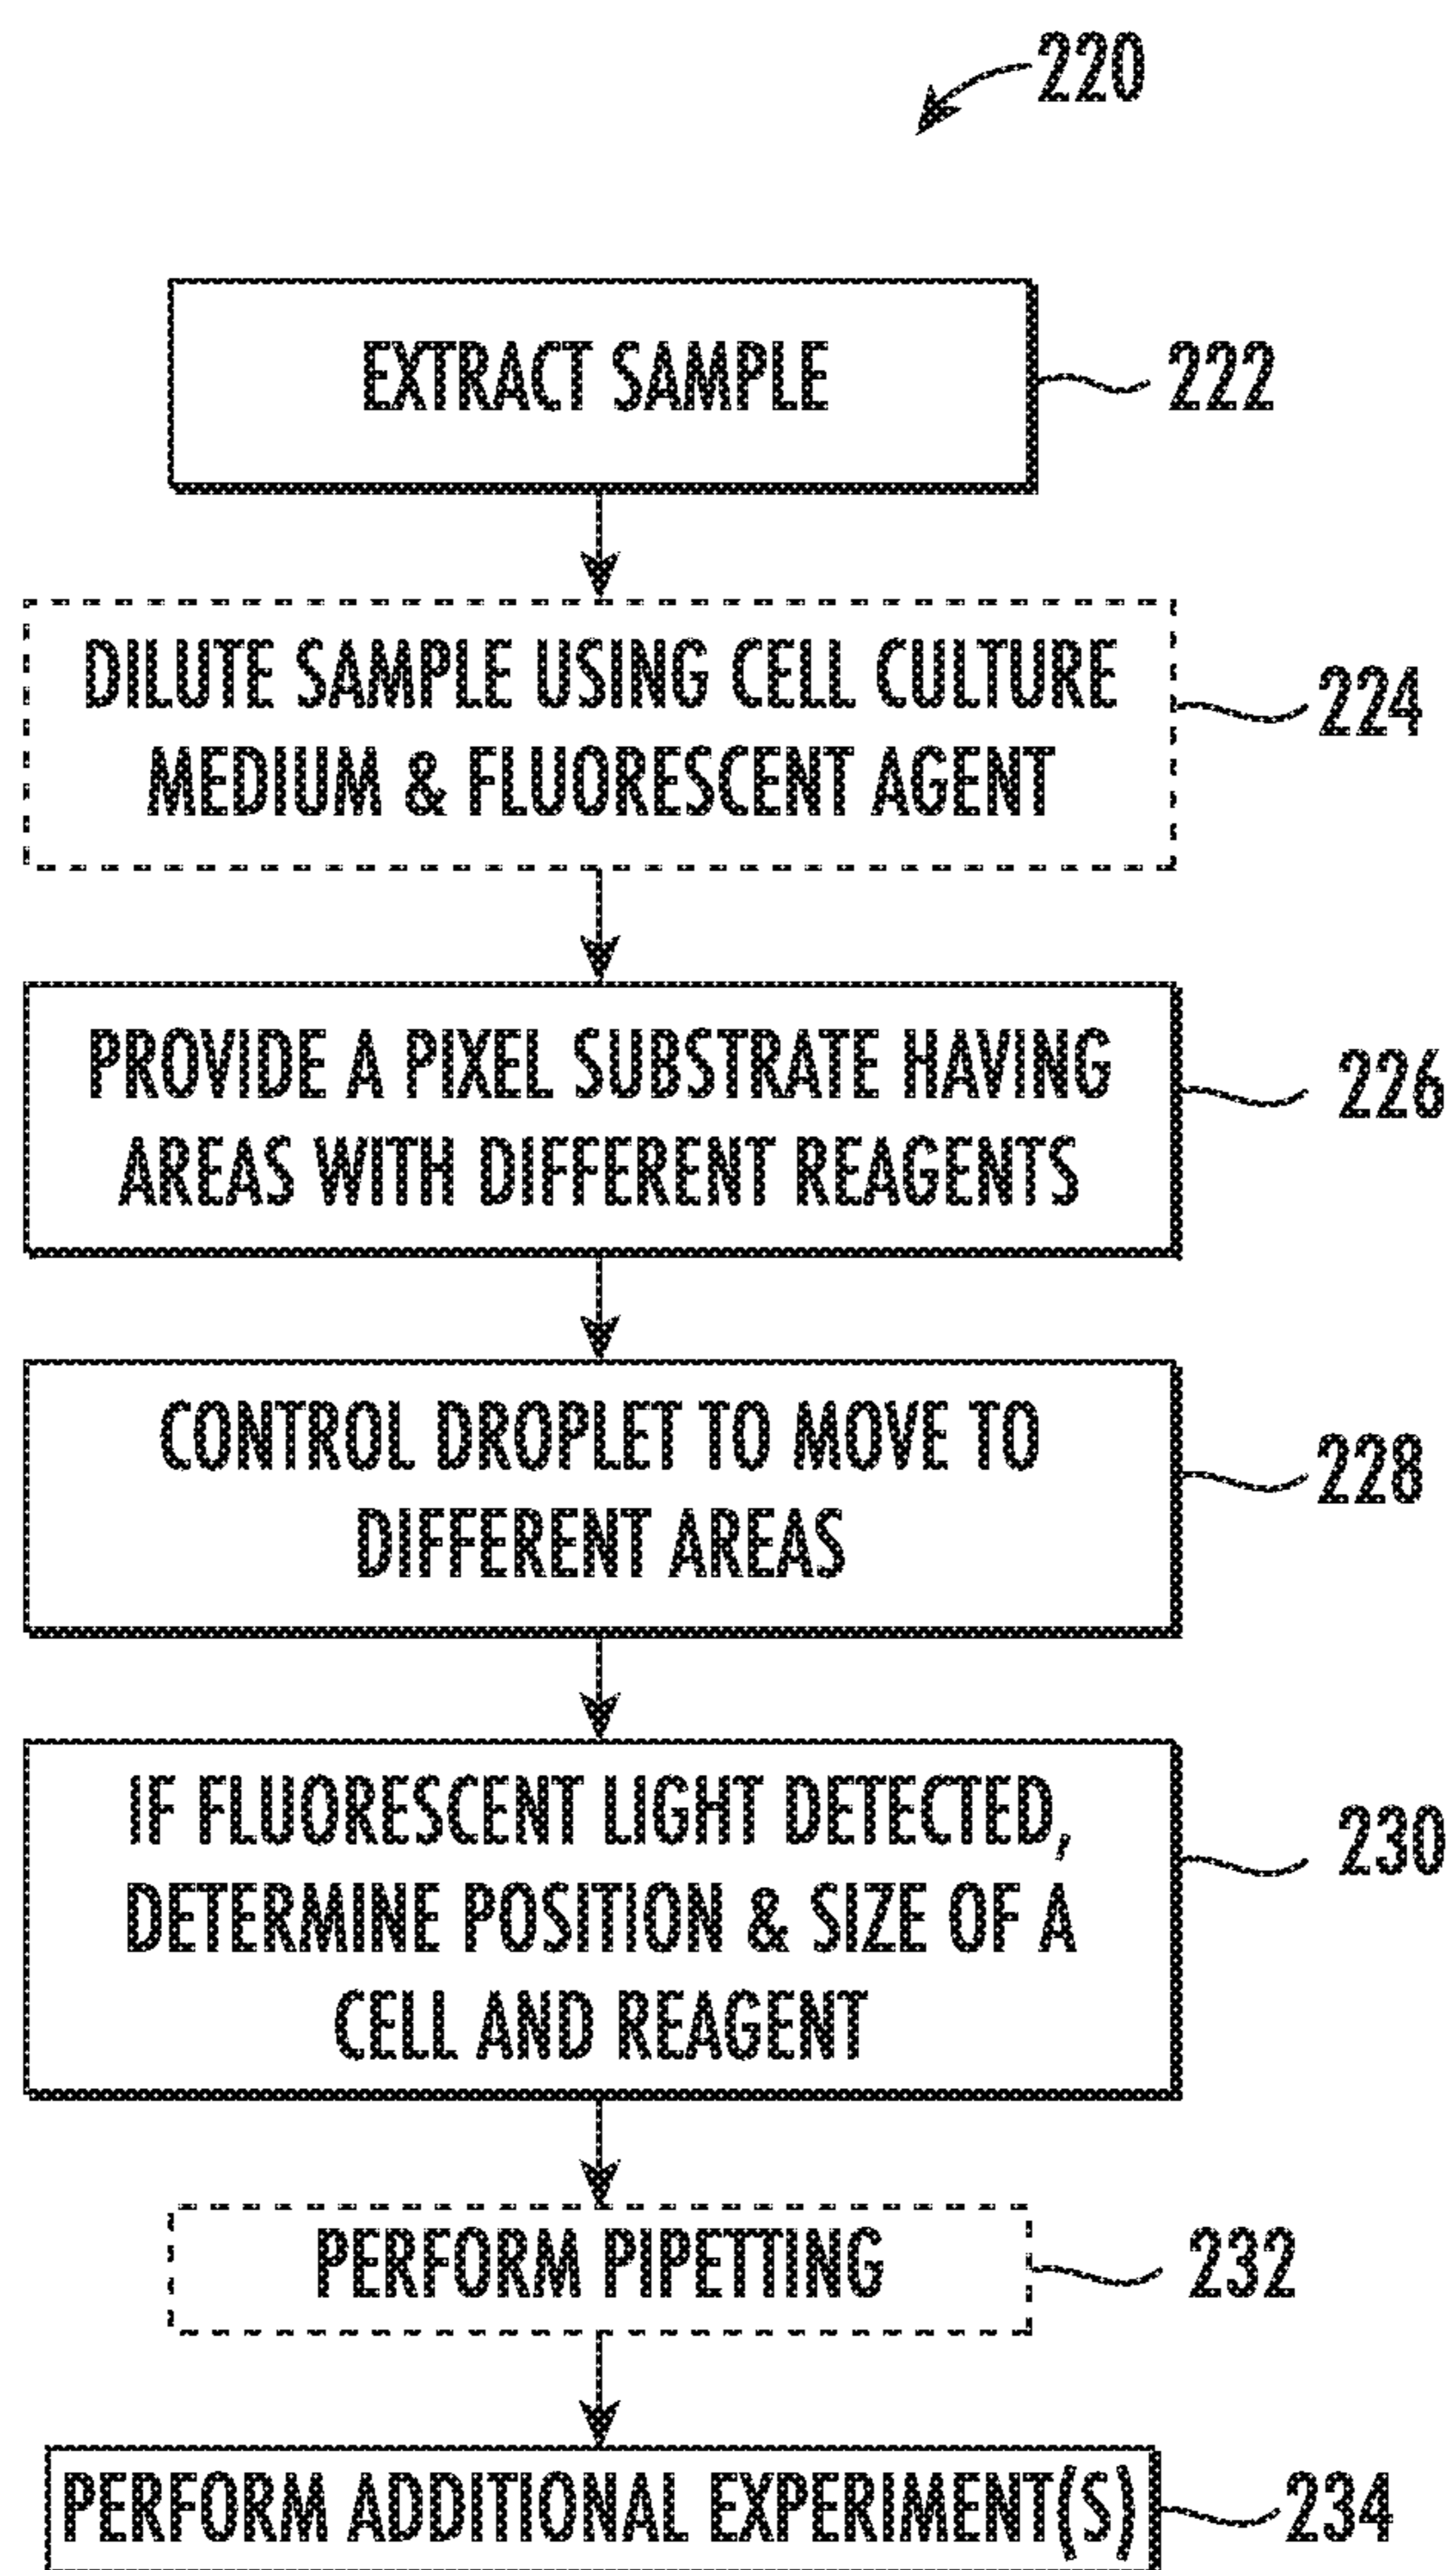 220
EXTRACT SAMPLE
222
DILUTE SAMPLE USING CELL CULTURE
MEDIUM & FLUORESCENT AGENT
224
PROVIDE A PIXEL SUBSTRATE HAVING
AREAS WITH DIFFERENT REAGENTS
226
CONTROL DROPLET TO MOVE TO
DIFFERENT AREAS
228
IF FLUORESCENT LIGHT DETECTED,
DETERMINE POSITION & SIZE OF A
CELL AND REAGENT
230
PERFORM PIPETTING
232
PERFORM ADDITIONAL EXPERIMENT(S)
234